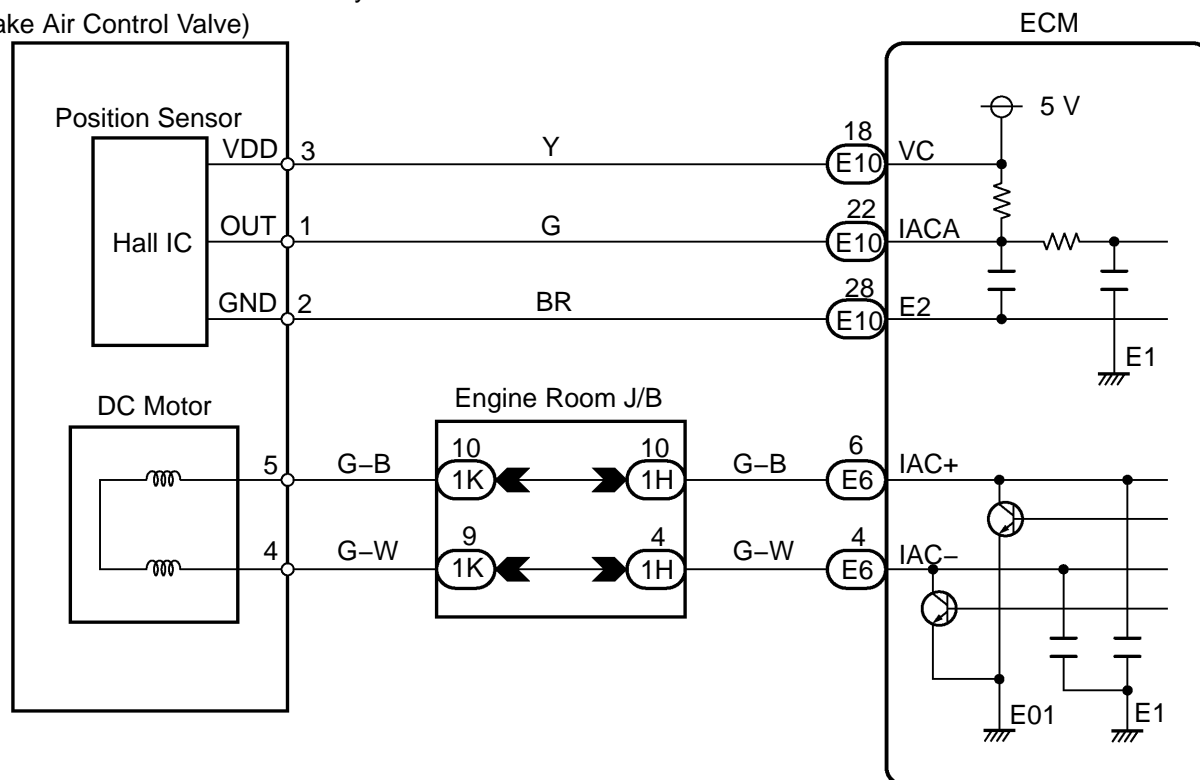 ake Air Control Valve)
ECM
Position Sensor
5 V
VDD 3 Y 18 E10 VC
Hall IC
OUT 1 G 22 E10 IACA
GND 2 BR 28 E10 E2
E1
DC Motor
Engine Room J/B
5 G–B 10 1K 10 1H G–B 6 E6 IAC+
4 G–W 9 1K 4 1H G–W 4 E6 IAC–
E01
E1